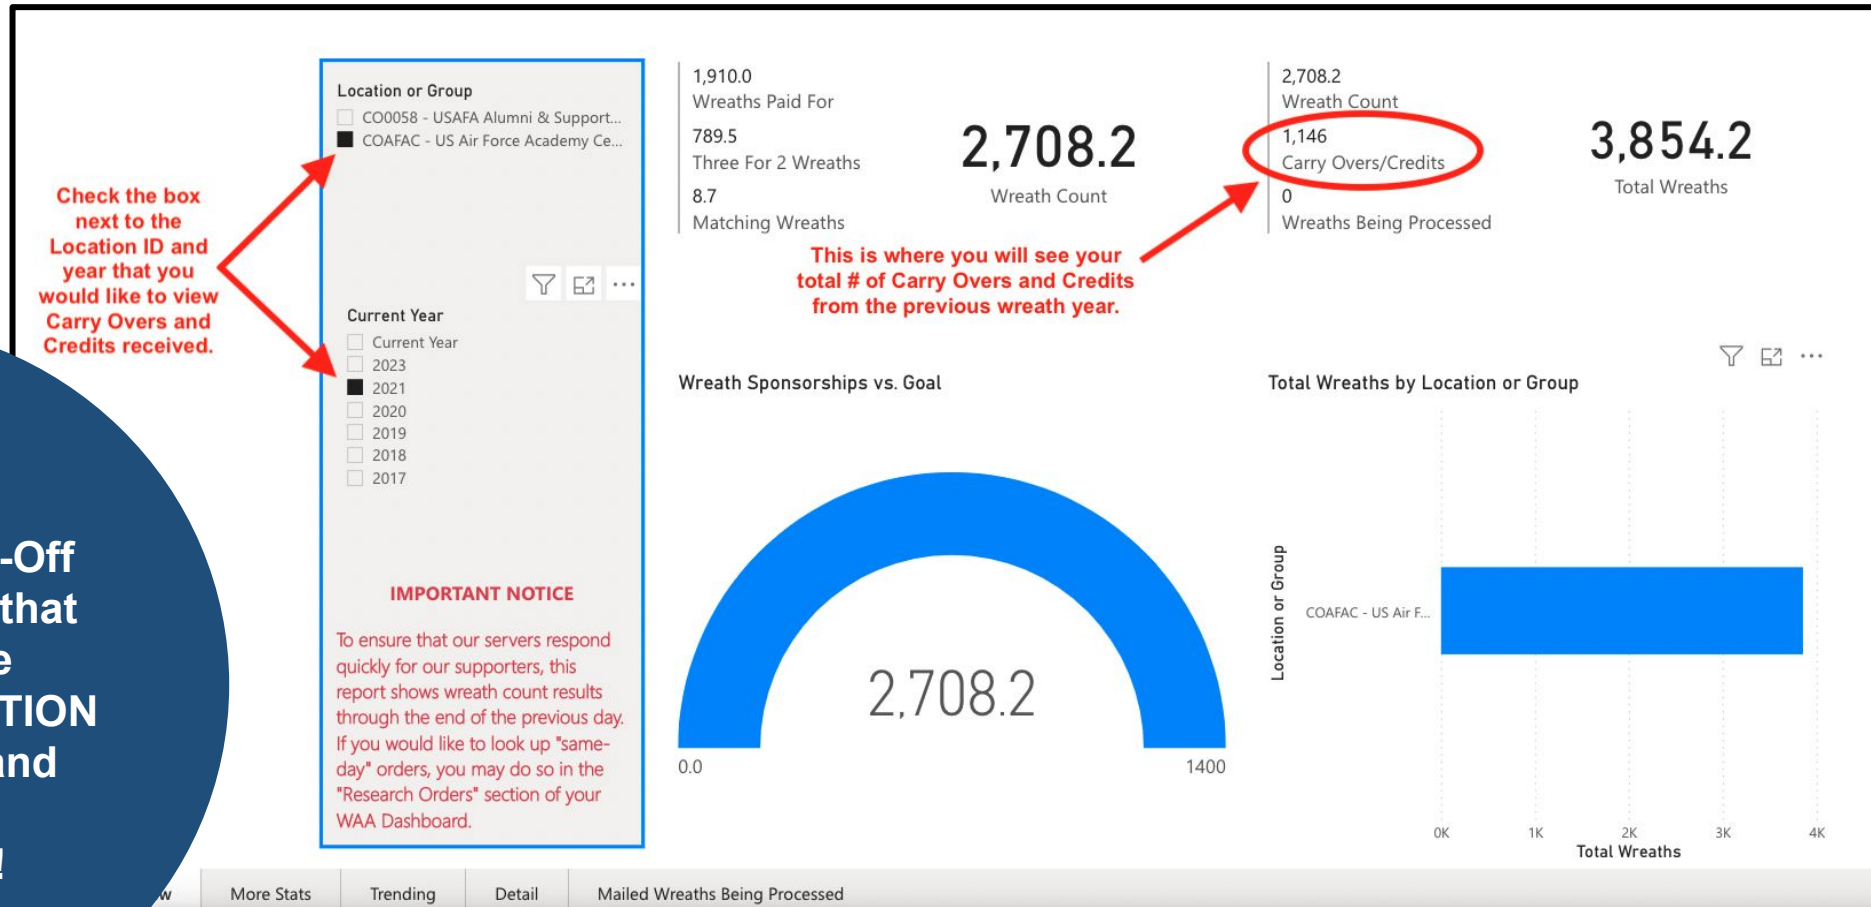 Check the box
next to the
Location ID and
year that you
would like to view
Carry Overs and
Credits received.
-Off
that
e
TION
and
!
Location or Group
CO0058 - USAFA Alumni & Support...
COAFAC - US Air Force Academy Ce...
Current Year
Current Year
2023
2021
2020
2019
2018
2017
IMPORTANT NOTICE
To ensure that our servers respond
quickly for our supporters, this
report shows wreath count results
through the end of the previous day.
If you would like to look up "same-
day" orders, you may do so in the
"Research Orders" section of your
WAA Dashboard.
1,910.0
Wreaths Paid For
789.5
Three For 2 Wreaths
8.7
Matching Wreaths
2,708.2
Wreath Count
2,708.2
Wreath Count
1,146
Carry Overs/Credits
0
Wreaths Being Processed
3,854.2
Total Wreaths
This is where you will see your
total # of Carry Overs and Credits
from the previous wreath year.
Wreath Sponsorships vs. Goal
2,708.2
0.0
1400
Total Wreaths by Location or Group
Location or Group
COAFAC - US Air F...
0K 1K 2K 3K 4K
Total Wreaths
w More Stats Trending Detail Mailed Wreaths Being Processed